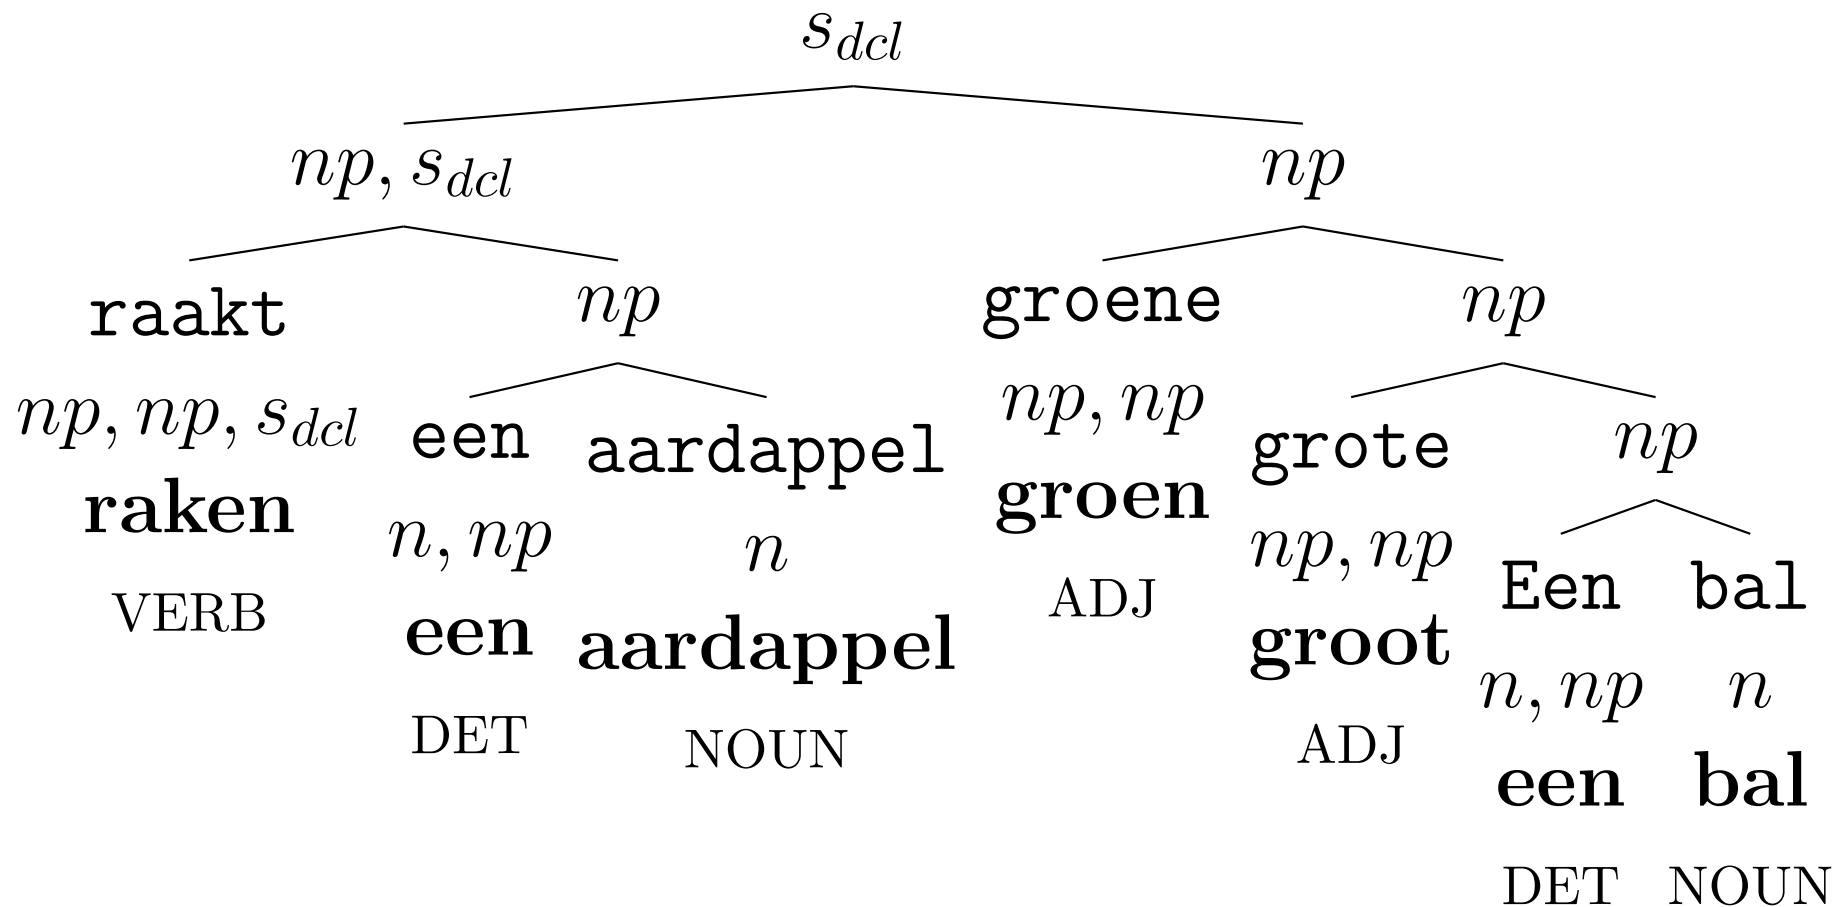 s_dcl
np, s_dcl np
raakt np groene np
np, np, s_dcl een aardappel np, np grote np
raken n, np n groen np, np Een bal
VERB een aardappel ADJ groot n, np n
DET NOUN ADJ een bal
DET NOUN